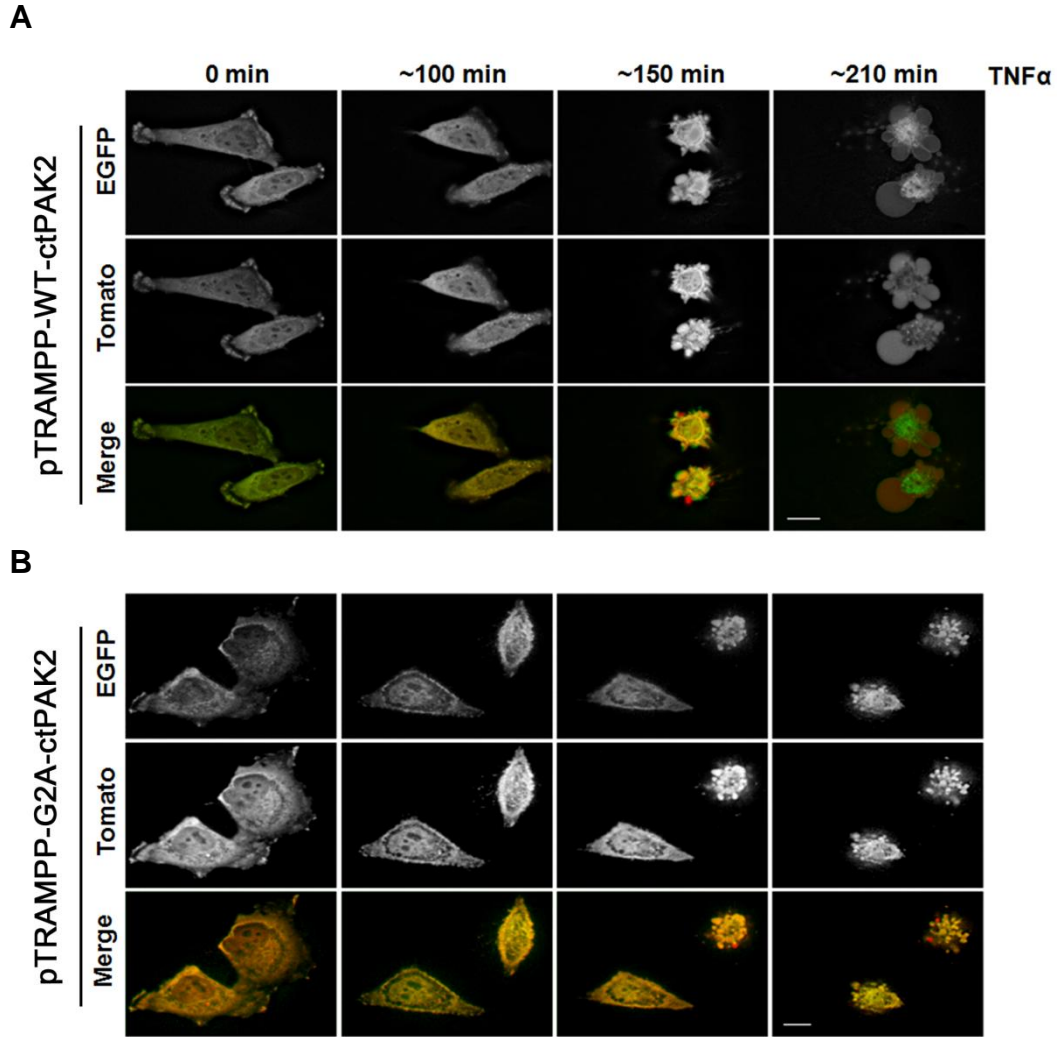 A
0 min ~100 min ~150 min ~210 min TNFα
pTRAMPP-WT-ctPAK2
EGFP
Tomato
Merge
B
pTRAMPP-G2A-ctPAK2
EGFP
Tomato
Merge